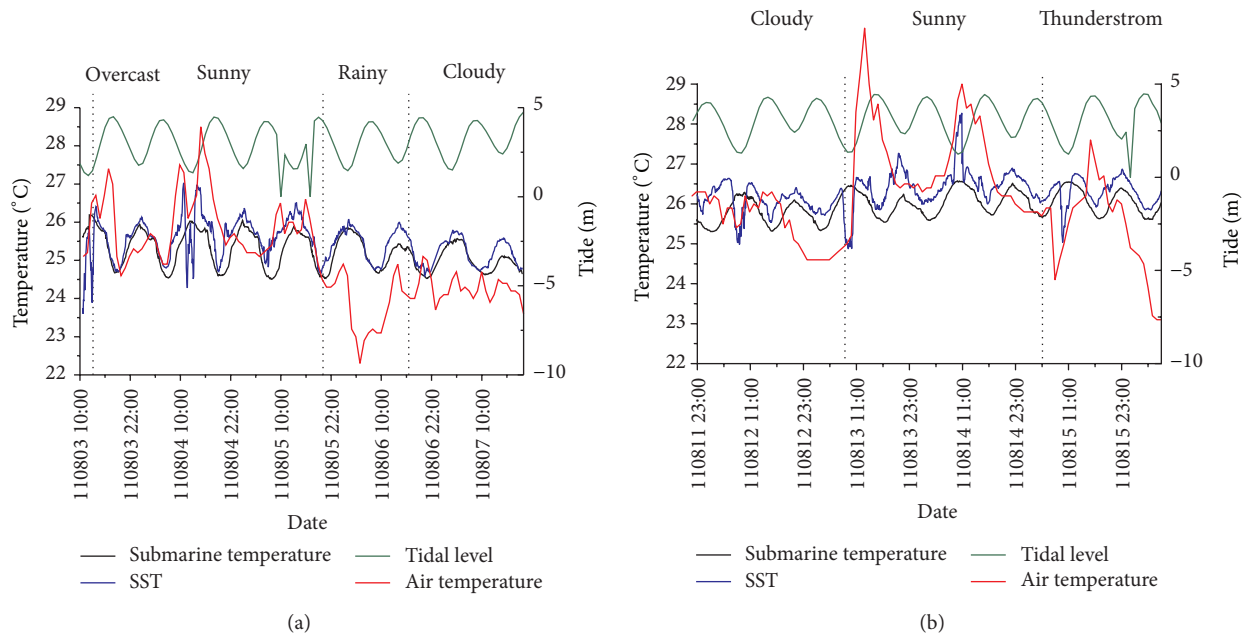 (a)
Overcast Sunny Rainy Cloudy
29
28
27
26
25
24
23
22
Temperature (°C)
5
0
−5
−10
Tide (m)
110803 10:00
110803 22:00
110804 10:00
110804 22:00
110805 10:00
110805 22:00
110806 10:00
110806 22:00
110807 10:00
Date
Submarine temperature
SST
Tidal level
Air temperature
(a)
Cloudy Sunny Thunderstrom
29
28
27
26
25
24
23
22
Temperature (°C)
5
0
−5
−10
Tide (m)
110811 23:00
110812 11:00
110812 23:00
110813 11:00
110813 23:00
110814 11:00
110814 23:00
110815 11:00
110815 23:00
Date
Submarine temperature
SST
Tidal level
Air temperature
(b)